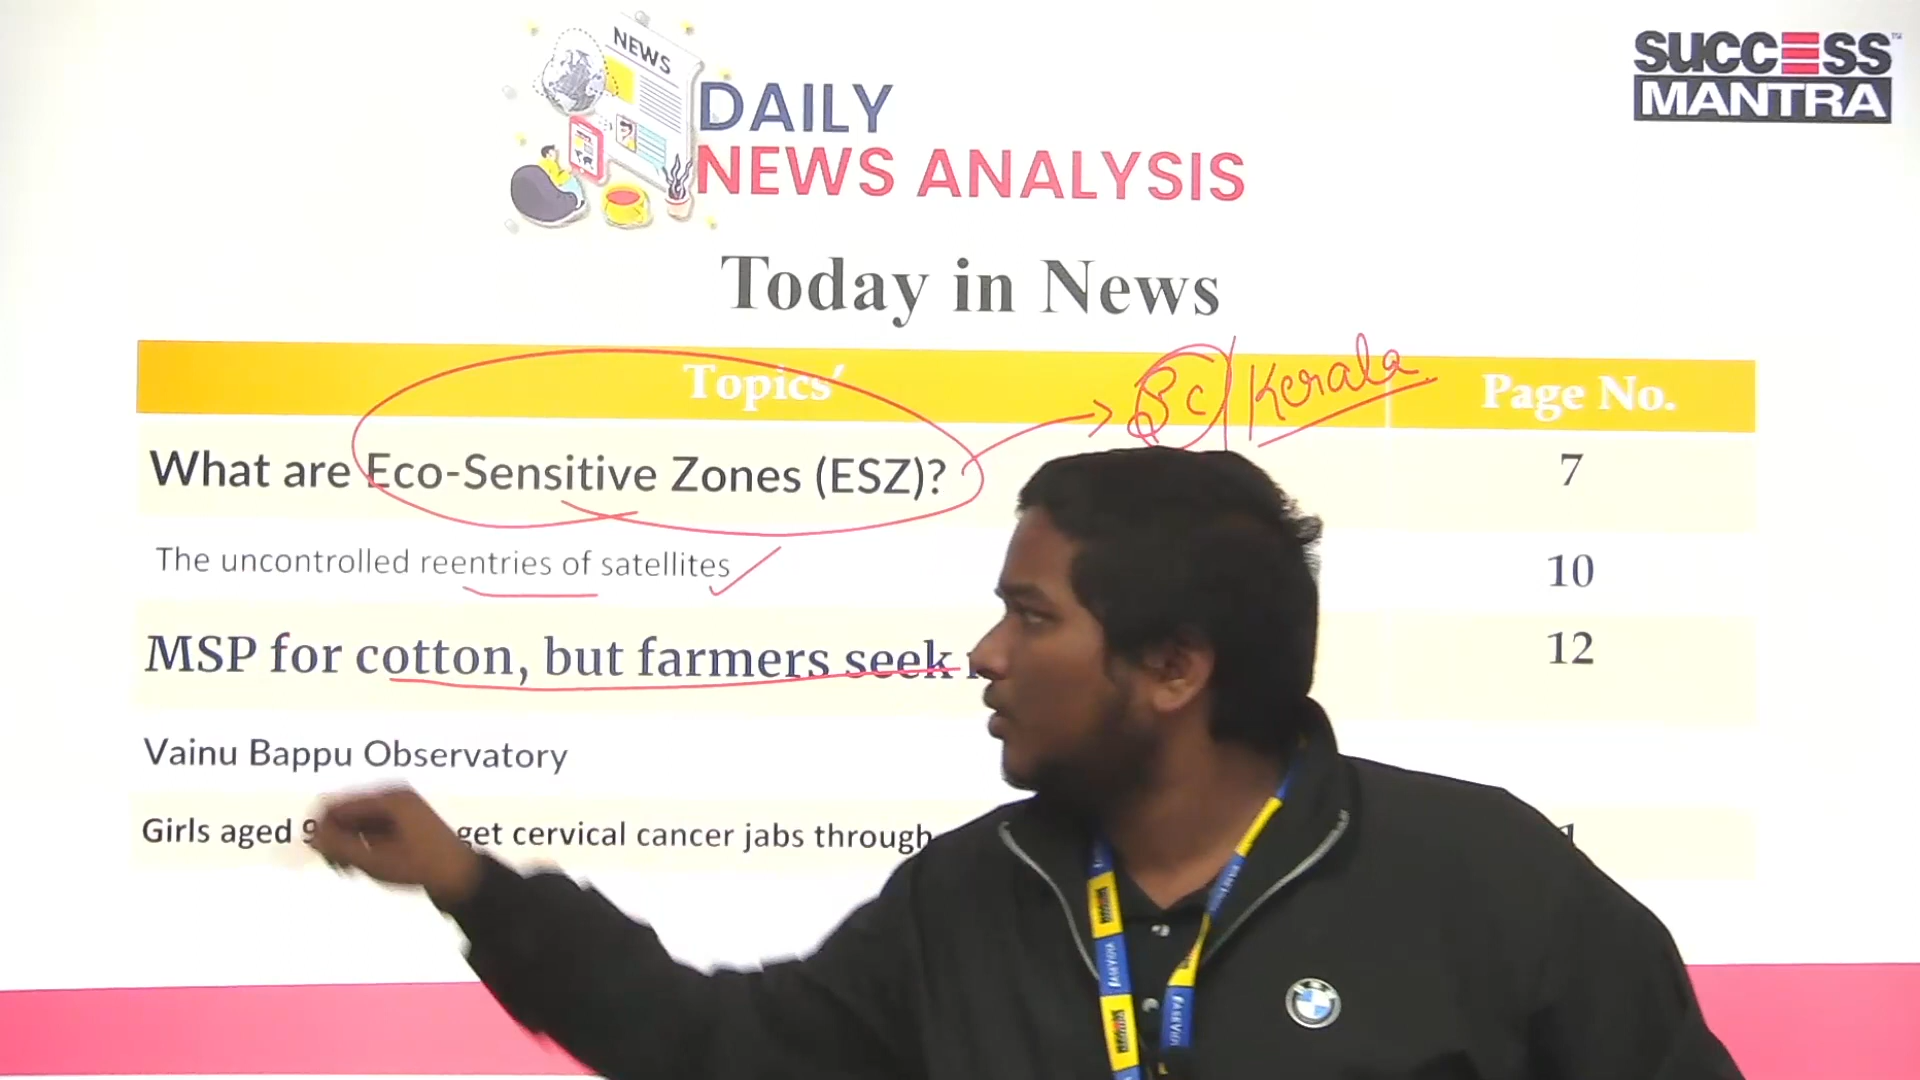 NEWS
SUCCESS
MANTRA
DAILY
NEWS ANALYSIS
Today in News
Topics’
Page No.
SC/Kerala
What are Eco-Sensitive Zones (ESZ)?
7
The uncontrolled reentries of satellites
10
MSP for cotton, but farmers seek
12
Vainu Bappu Observatory
Girls aged 9 get cervical cancer jabs through